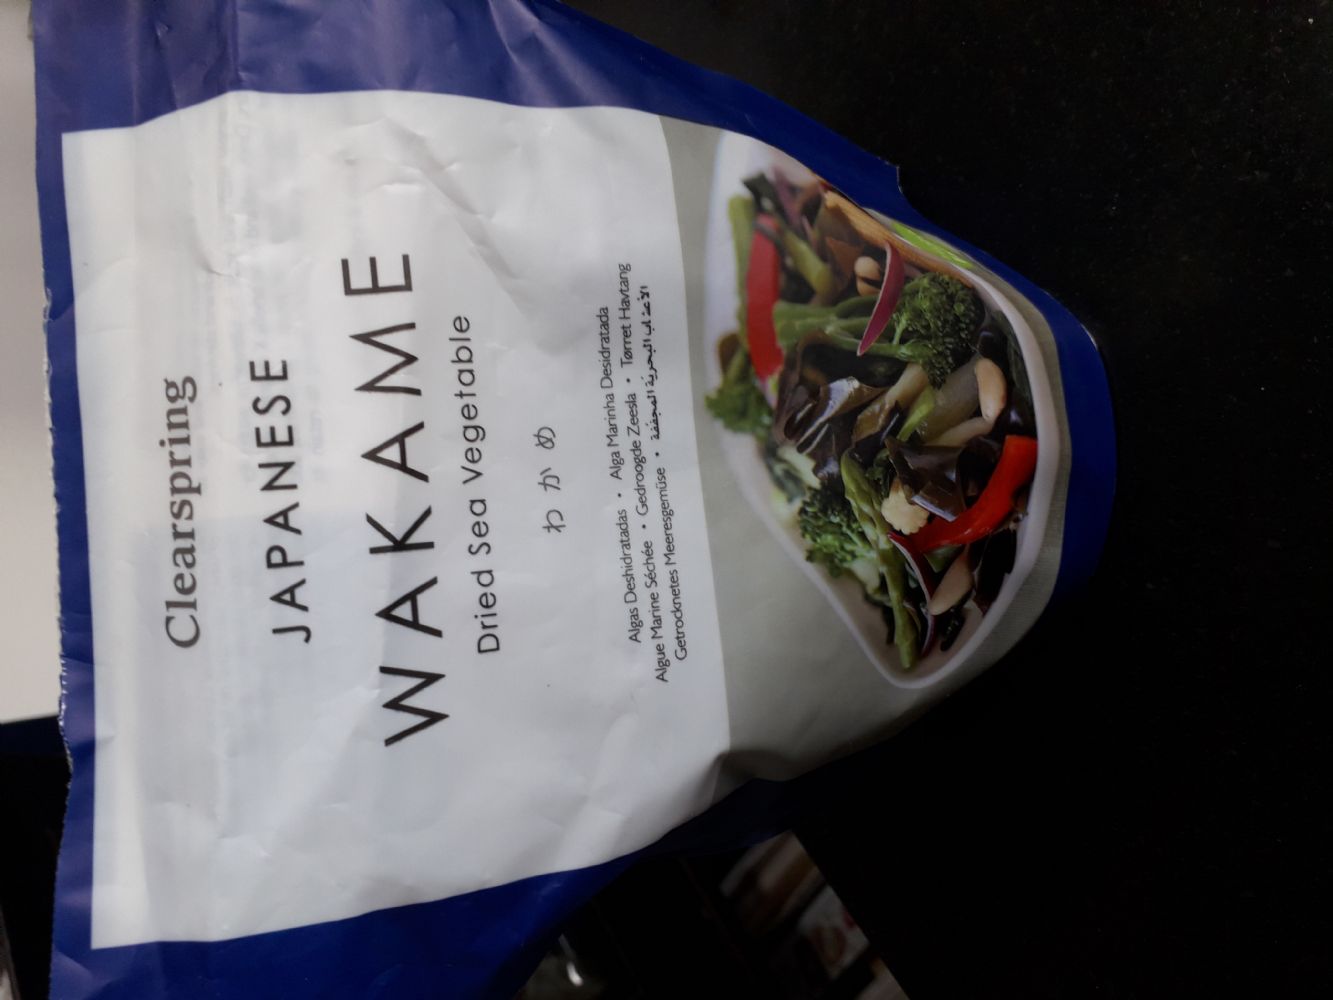 Clearspring
JAPANESE
WAKAME
Dried Sea Vegetable
わかめ
Algas Deshidratadas • Alga Marinha Desidratada
Algue Marine Séchée • Gedroogde Zeesla • Tørret Havtang
Getrocknetes Meeresgemüse • الأعشاب البحرية المجففة